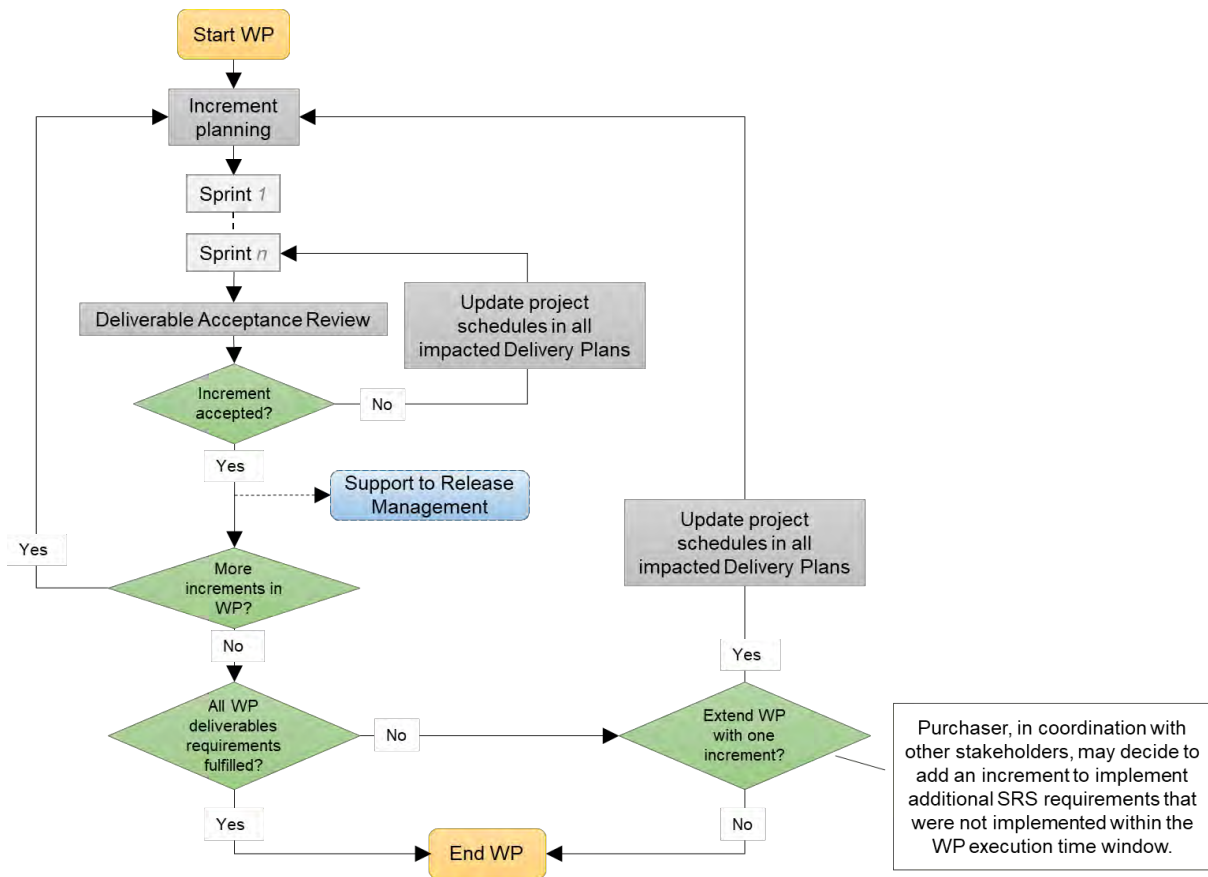 Start WP
Increment
planning
Sprint 1
Sprint n
Deliverable Acceptance Review
Update project
schedules in all
impacted Delivery Plans
Increment
accepted?
No
Yes
Support to Release
Management
Update project
schedules in all
impacted Delivery Plans
Yes
More
increments in
WP?
No
Yes
All WP
deliverables
requirements
fulfilled?
No
Extend WP
with one
increment?
Purchaser, in coordination with
other stakeholders, may decide to
add an increment to implement
additional SRS requirements that
were not implemented within the
WP execution time window.
Yes
No
End WP